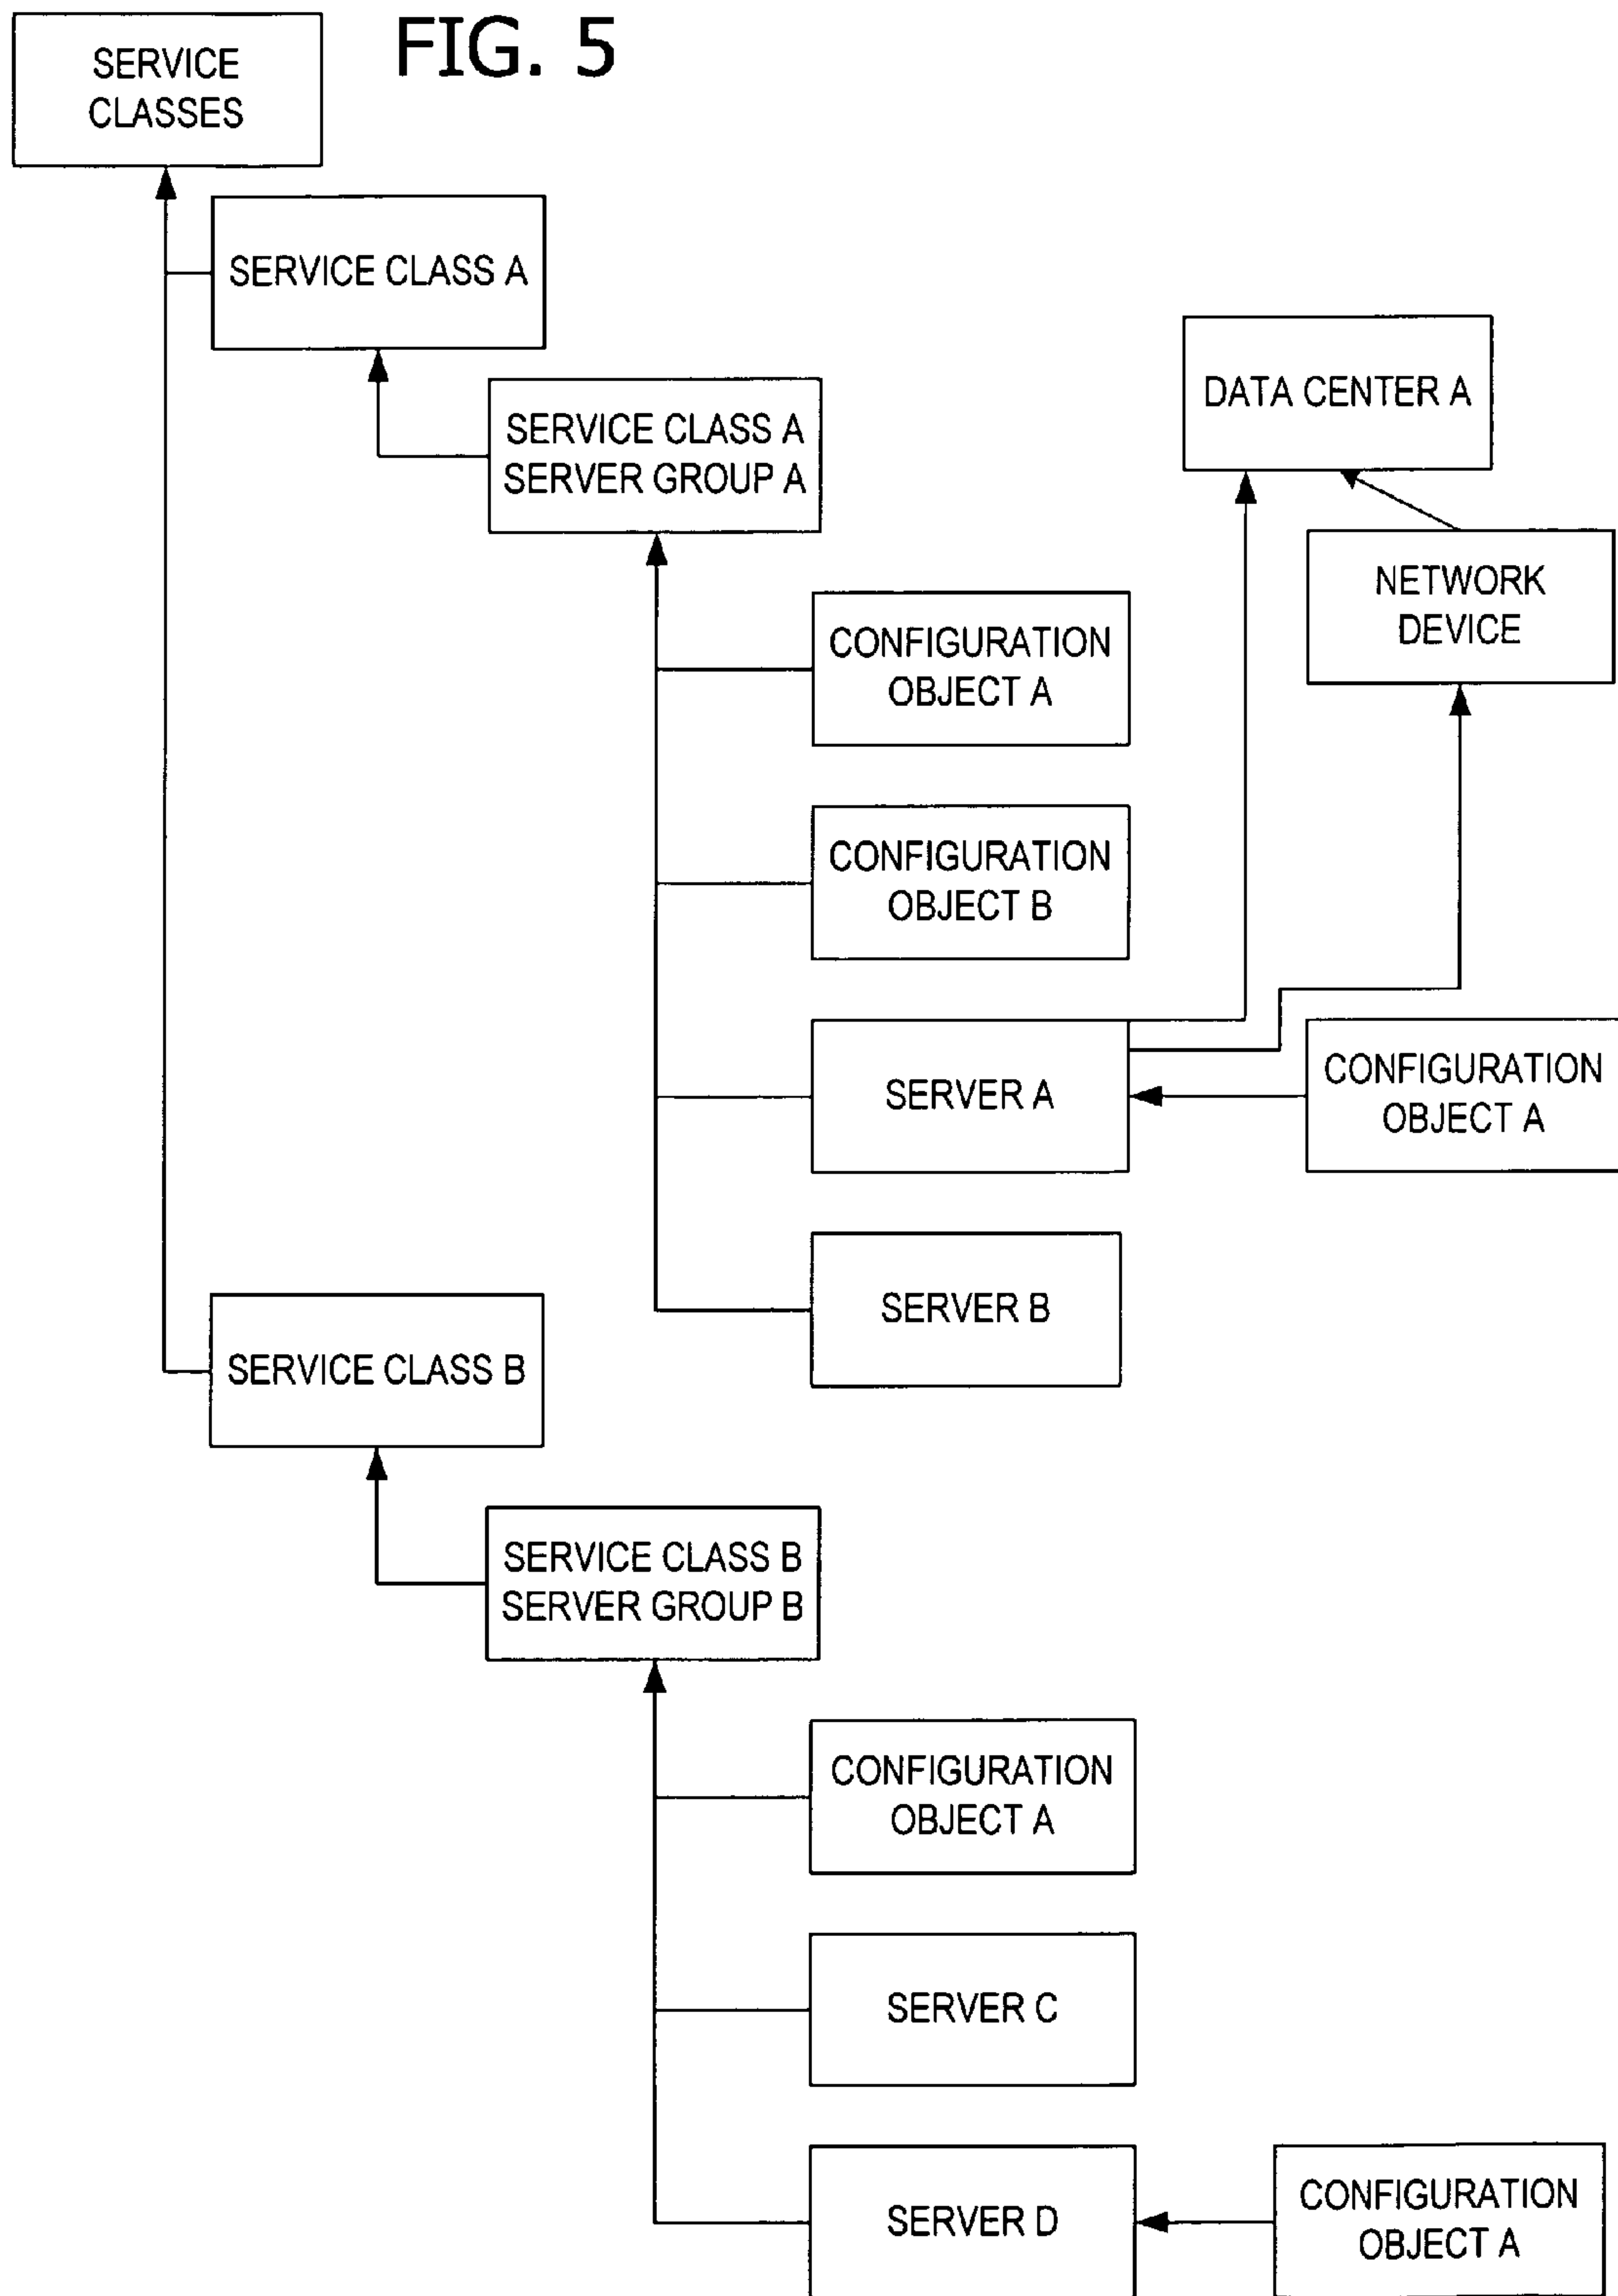 FIG. 5
SERVICE
CLASSES
SERVICE CLASS A
SERVICE CLASS A
SERVER GROUP A
DATA CENTER A
NETWORK
DEVICE
CONFIGURATION
OBJECT A
CONFIGURATION
OBJECT B
SERVER A
CONFIGURATION
OBJECT A
SERVER B
SERVICE CLASS B
SERVICE CLASS B
SERVER GROUP B
CONFIGURATION
OBJECT A
SERVER C
SERVER D
CONFIGURATION
OBJECT A